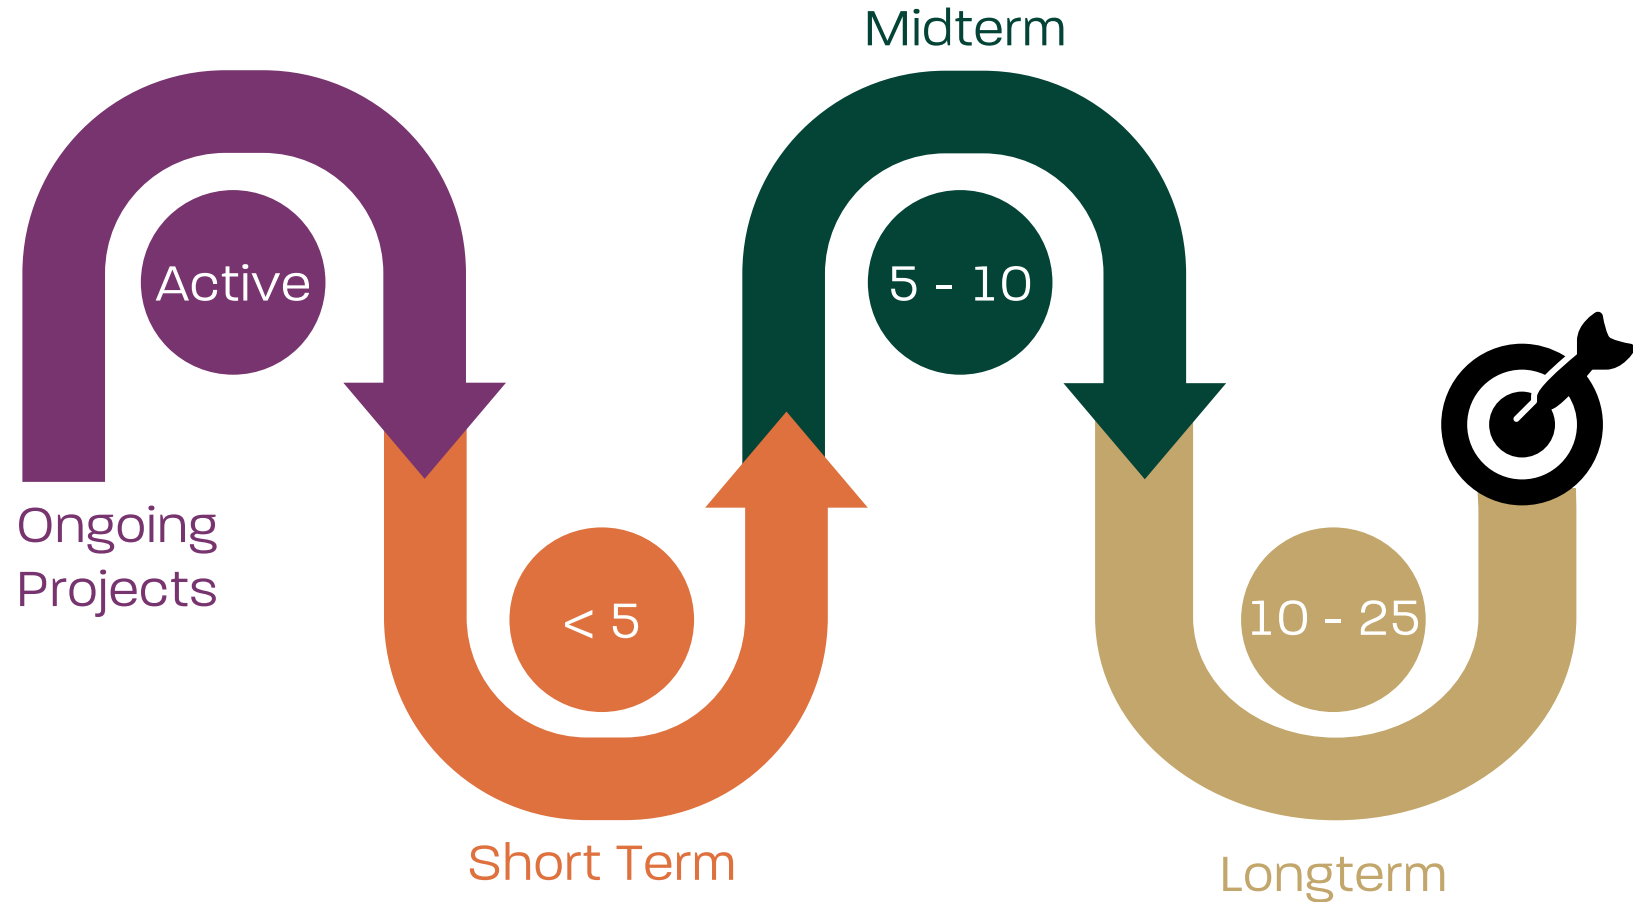 Midterm
Active
5 - 10
Ongoing
Projects
< 5
10 - 25
Short Term
Longterm